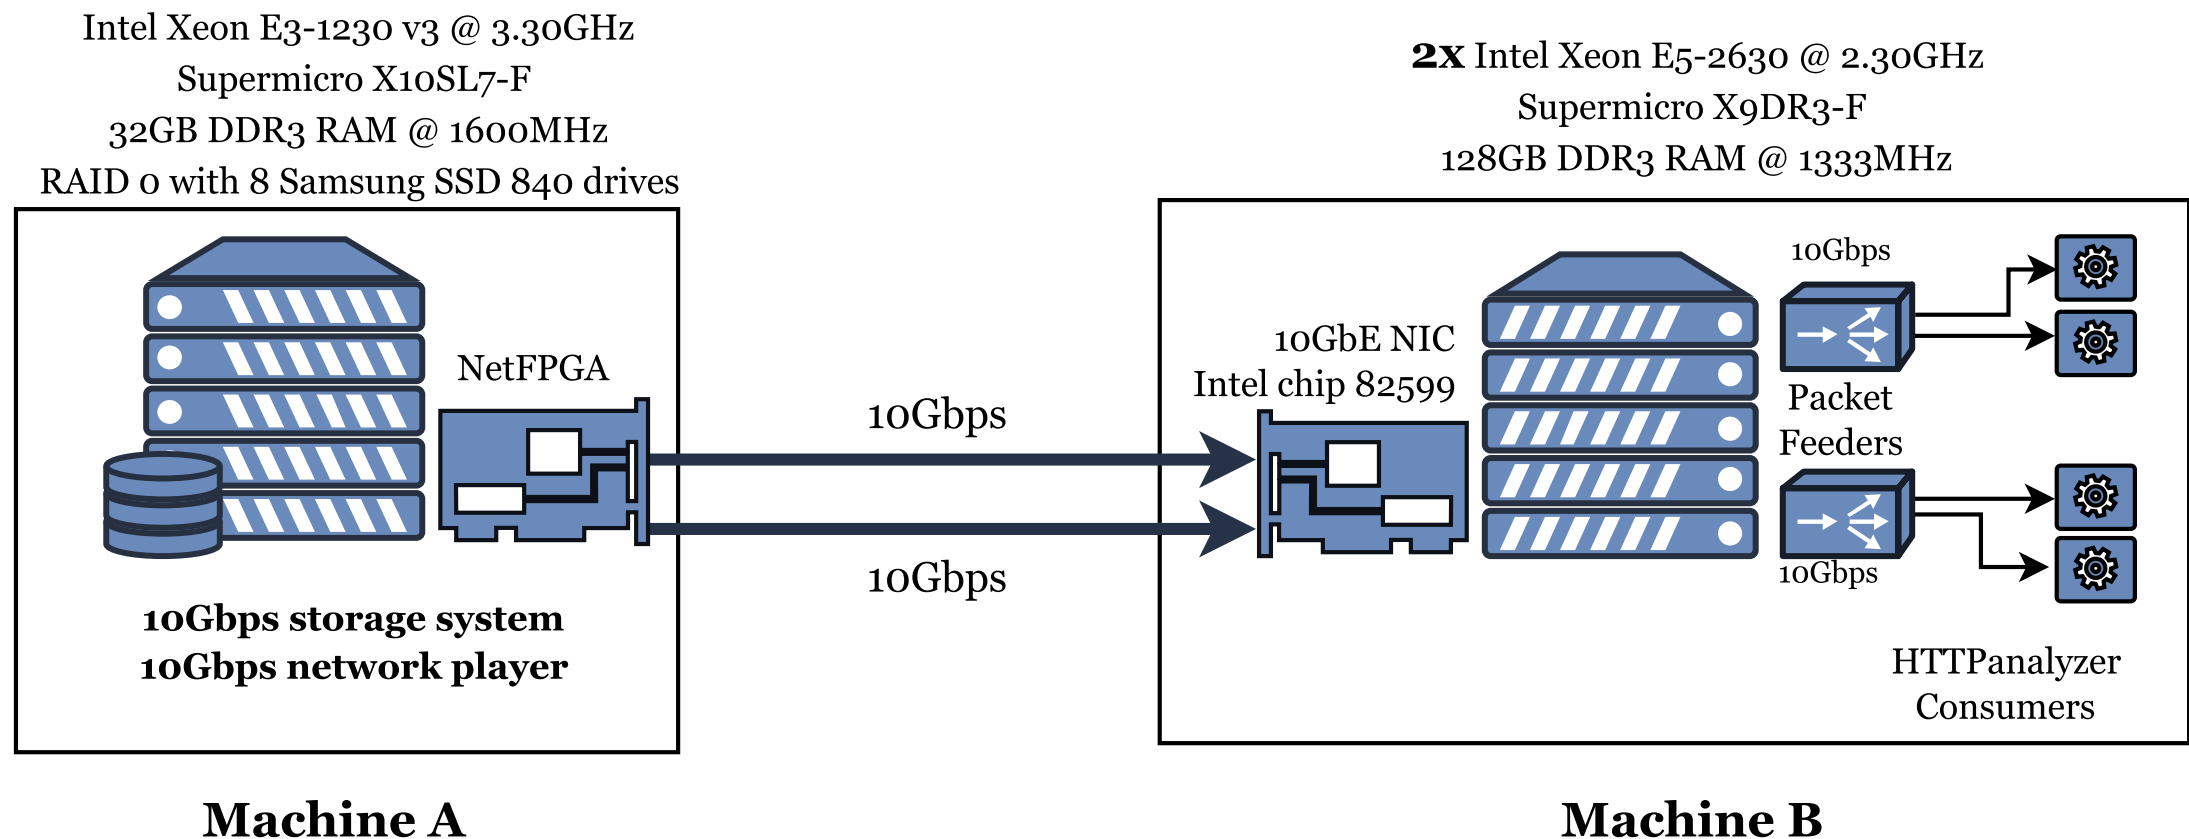 Intel Xeon E3-1230 v3 @ 3.30GHz
Supermicro X10SL7-F
32GB DDR3 RAM @ 1600MHz
RAID 0 with 8 Samsung SSD 840 drives
NetFPGA
10Gbps storage system
10Gbps network player
Machine A
10Gbps
10Gbps
2x Intel Xeon E5-2630 @ 2.30GHz
Supermicro X9DR3-F
128GB DDR3 RAM @ 1333MHz
10GbE NIC
Intel chip 82599
10Gbps
Packet
Feeders
10Gbps
HTTPanalyzer
Consumers
Machine B